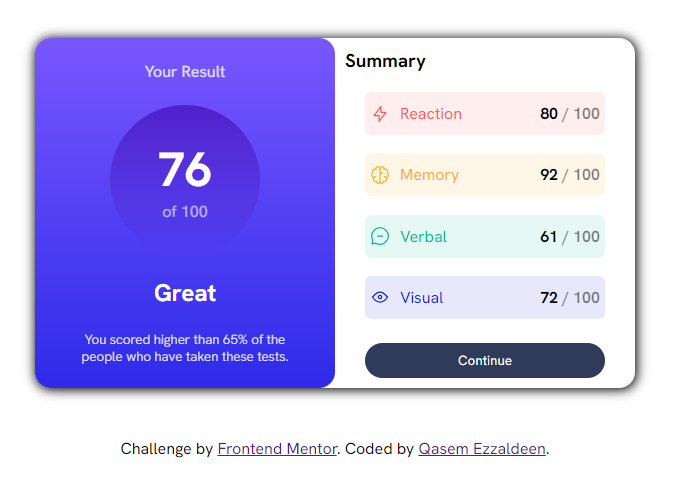 Your Result
76
of 100
Great
You scored higher than 65% of the
people who have taken these tests.
Summary
Reaction 80 / 100
Memory 92 / 100
Verbal 61 / 100
Visual 72 / 100
Continue
Challenge by Frontend Mentor. Coded by Qasem Ezzaldeen.